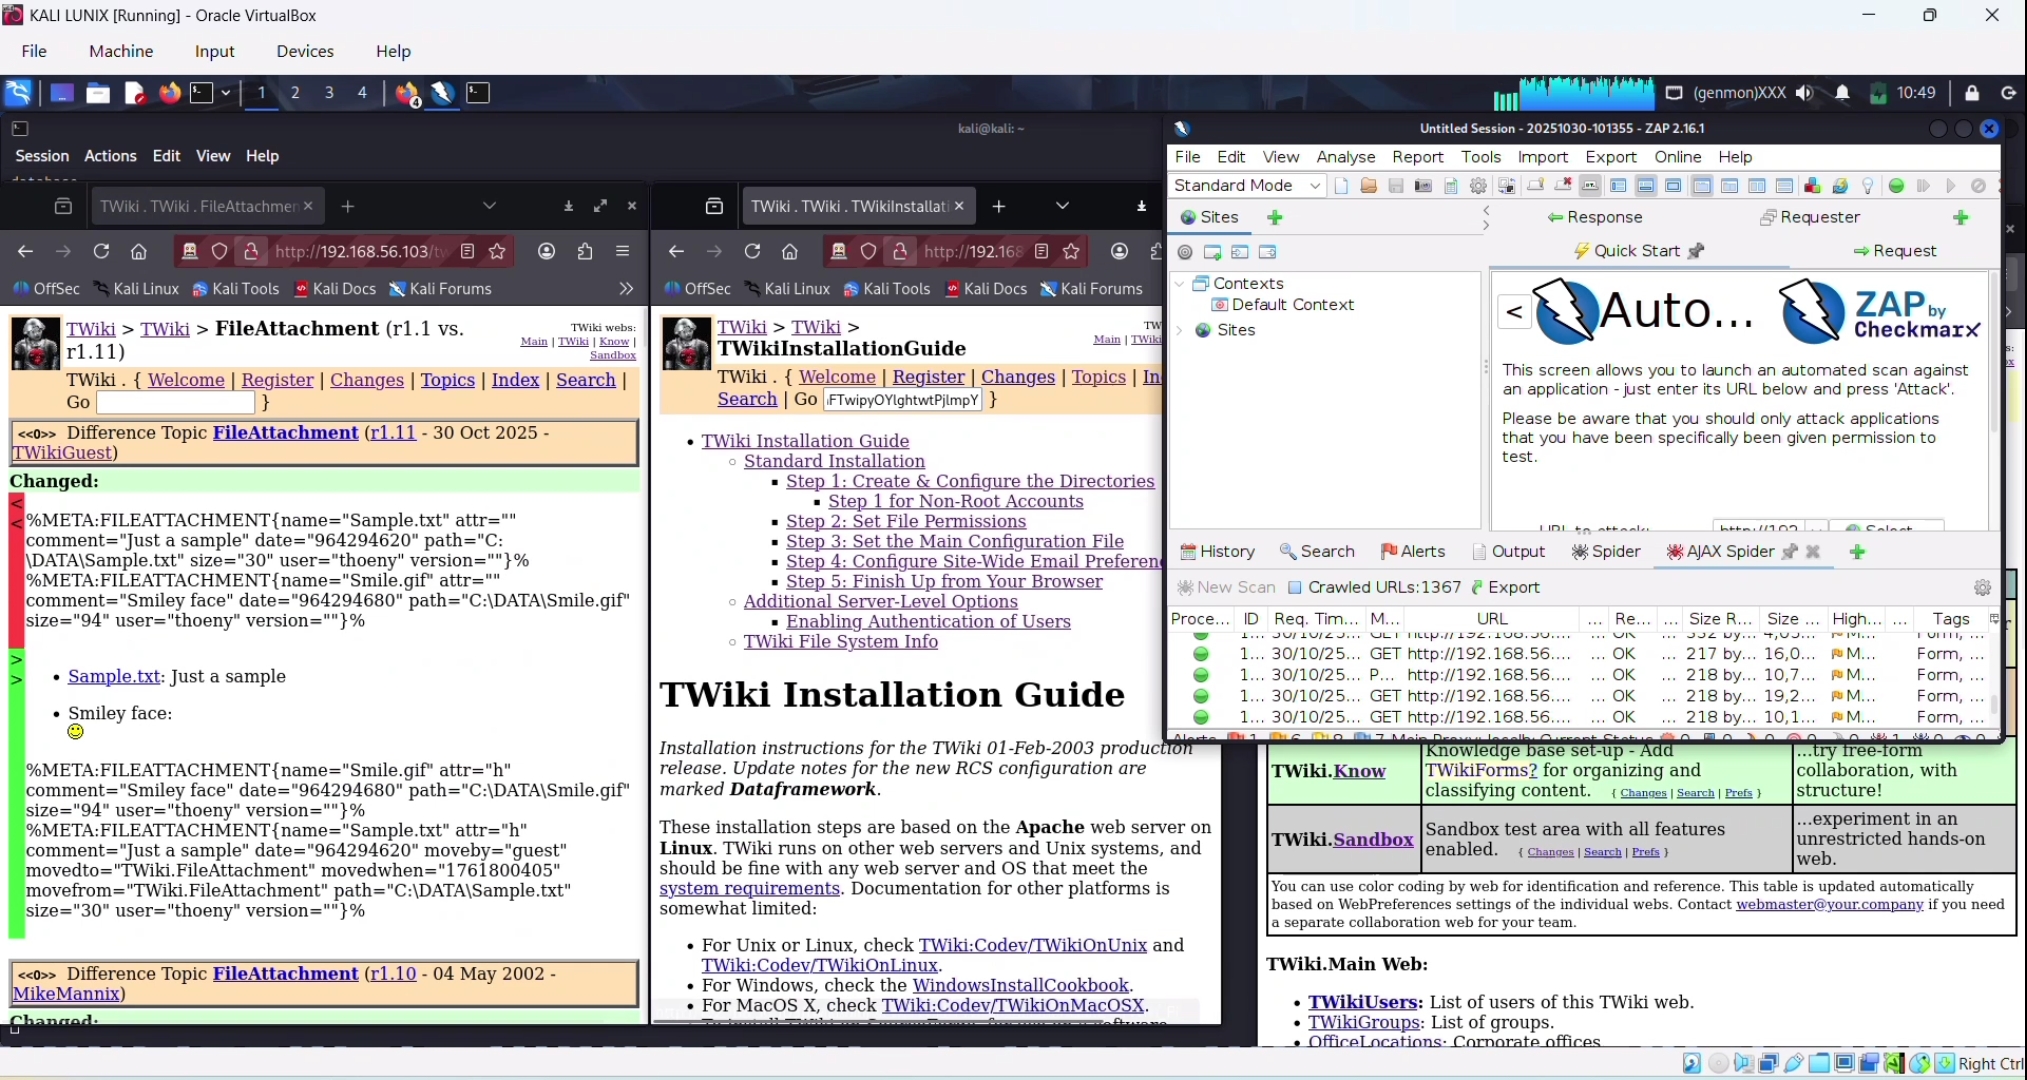 KALI LUNIX [Running] - Oracle VirtualBox
File Machine Input Devices Help
1 2 3 4 4 (genmon)XXX 10:49
kali@kali: ~
Session Actions Edit View Help
TWiki . TWiki . FileAttachmen
http://192.168.56.103/tw
OffSec Kali Linux Kali Tools Kali Docs Kali Forums
TWiki > TWiki > FileAttachment (r1.1 vs.
r1.11)
TWiki webs:
Main | TWiki | Know |
Sandbox
TWiki . { Welcome | Register | Changes | Topics | Index | Search |
Go }
<<O>> Difference Topic FileAttachment (r1.11 - 30 Oct 2025 -
TWikiGuest)
Changed:
<
< %META:FILEATTACHMENT{name="Sample.txt" attr=""
comment="Just a sample" date="964294620" path="C:
\DATA\Sample.txt" size="30" user="thoeny" version=""}%
%META:FILEATTACHMENT{name="Smile.gif" attr=""
comment="Smiley face" date="964294680" path="C:\DATA\Smile.gif"
size="94" user="thoeny" version=""}%
>
> • Sample.txt: Just a sample
• Smiley face:
%META:FILEATTACHMENT{name="Smile.gif" attr="h"
comment="Smiley face" date="964294680" path="C:\DATA\Smile.gif"
size="94" user="thoeny" version=""}%
%META:FILEATTACHMENT{name="Sample.txt" attr="h"
comment="Just a sample" date="964294620" moveby="guest"
movedto="TWiki.FileAttachment" movedwhen="1761800405"
movefrom="TWiki.FileAttachment" path="C:\DATA\Sample.txt"
size="30" user="thoeny" version=""}%
<<O>> Difference Topic FileAttachment (r1.10 - 04 May 2002 -
MikeMannix)
Changed:
TWiki . TWiki . TWikiInstallati
http://192.168
OffSec Kali Linux Kali Tools Kali Docs Kali Forums
TWiki > TWiki >
TWikiInstallationGuide
TW
Main | TWiki
TWiki . { Welcome | Register | Changes | Topics | In
Search | Go FTwipyOYlghtwtPjlmpY }
• TWiki Installation Guide
Standard Installation
Step 1: Create & Configure the Directories
Step 1 for Non-Root Accounts
Step 2: Set File Permissions
Step 3: Set the Main Configuration File
Step 4: Configure Site-Wide Email Preferen
Step 5: Finish Up from Your Browser
Additional Server-Level Options
Enabling Authentication of Users
TWiki File System Info
TWiki Installation Guide
Installation instructions for the TWiki 01-Feb-2003 production
release. Update notes for the new RCS configuration are
marked Dataframework.
These installation steps are based on the Apache web server on
Linux. TWiki runs on other web servers and Unix systems, and
should be fine with any web server and OS that meet the
system requirements. Documentation for other platforms is
somewhat limited:
• For Unix or Linux, check TWiki:Codev/TWikiOnUnix and
TWiki:Codev/TWikiOnLinux.
• For Windows, check the WindowsInstallCookbook.
• For MacOS X, check TWiki:Codev/TWikiOnMacOSX.
Untitled Session - 20251030-101355 - ZAP 2.16.1
File Edit View Analyse Report Tools Import Export Online Help
Standard Mode
Sites
Response Requester
Quick Start Request
Contexts
Default Context
Sites
< Auto... ZAP by
Checkmarx
This screen allows you to launch an automated scan against
an application - just enter its URL below and press 'Attack'.
Please be aware that you should only attack applications
that you have been specifically been given permission to
test.
URL to attack: http://192 Select...
History Search Alerts Output Spider AJAX Spider
New Scan Crawled URLs:1367 Export
Proce... ID Req. Tim... M... URL ... Re... ... Size R... Size ... High... ... Tags
1... 30/10/25... GET http://192.168.56.... ... OK ... 217 by... 16,0... M... Form, ...
1... 30/10/25... P... http://192.168.56.... ... OK ... 218 by... 10,7... M... Form, ...
1... 30/10/25... GET http://192.168.56.... ... OK ... 218 by... 19,2... M... Form, ...
1... 30/10/25... GET http://192.168.56.... ... OK ... 218 by... 10,1... M... Form, ...
TWiki.Know Knowledge base set-up - Add
TWikiForms? for organizing and
classifying content. { Changes | Search | Prefs }
...try free-form
collaboration, with
structure!
TWiki.Sandbox Sandbox test area with all features
enabled. { Changes | Search | Prefs }
...experiment in an
unrestricted hands-on
web.
You can use color coding by web for identification and reference. This table is updated automatically
based on WebPreferences settings of the individual webs. Contact webmaster@your.company if you need
a separate collaboration web for your team.
TWiki.Main Web:
• TWikiUsers: List of users of this TWiki web.
• TWikiGroups: List of groups.
• OfficeLocations: Corporate offices
Right Ctrl